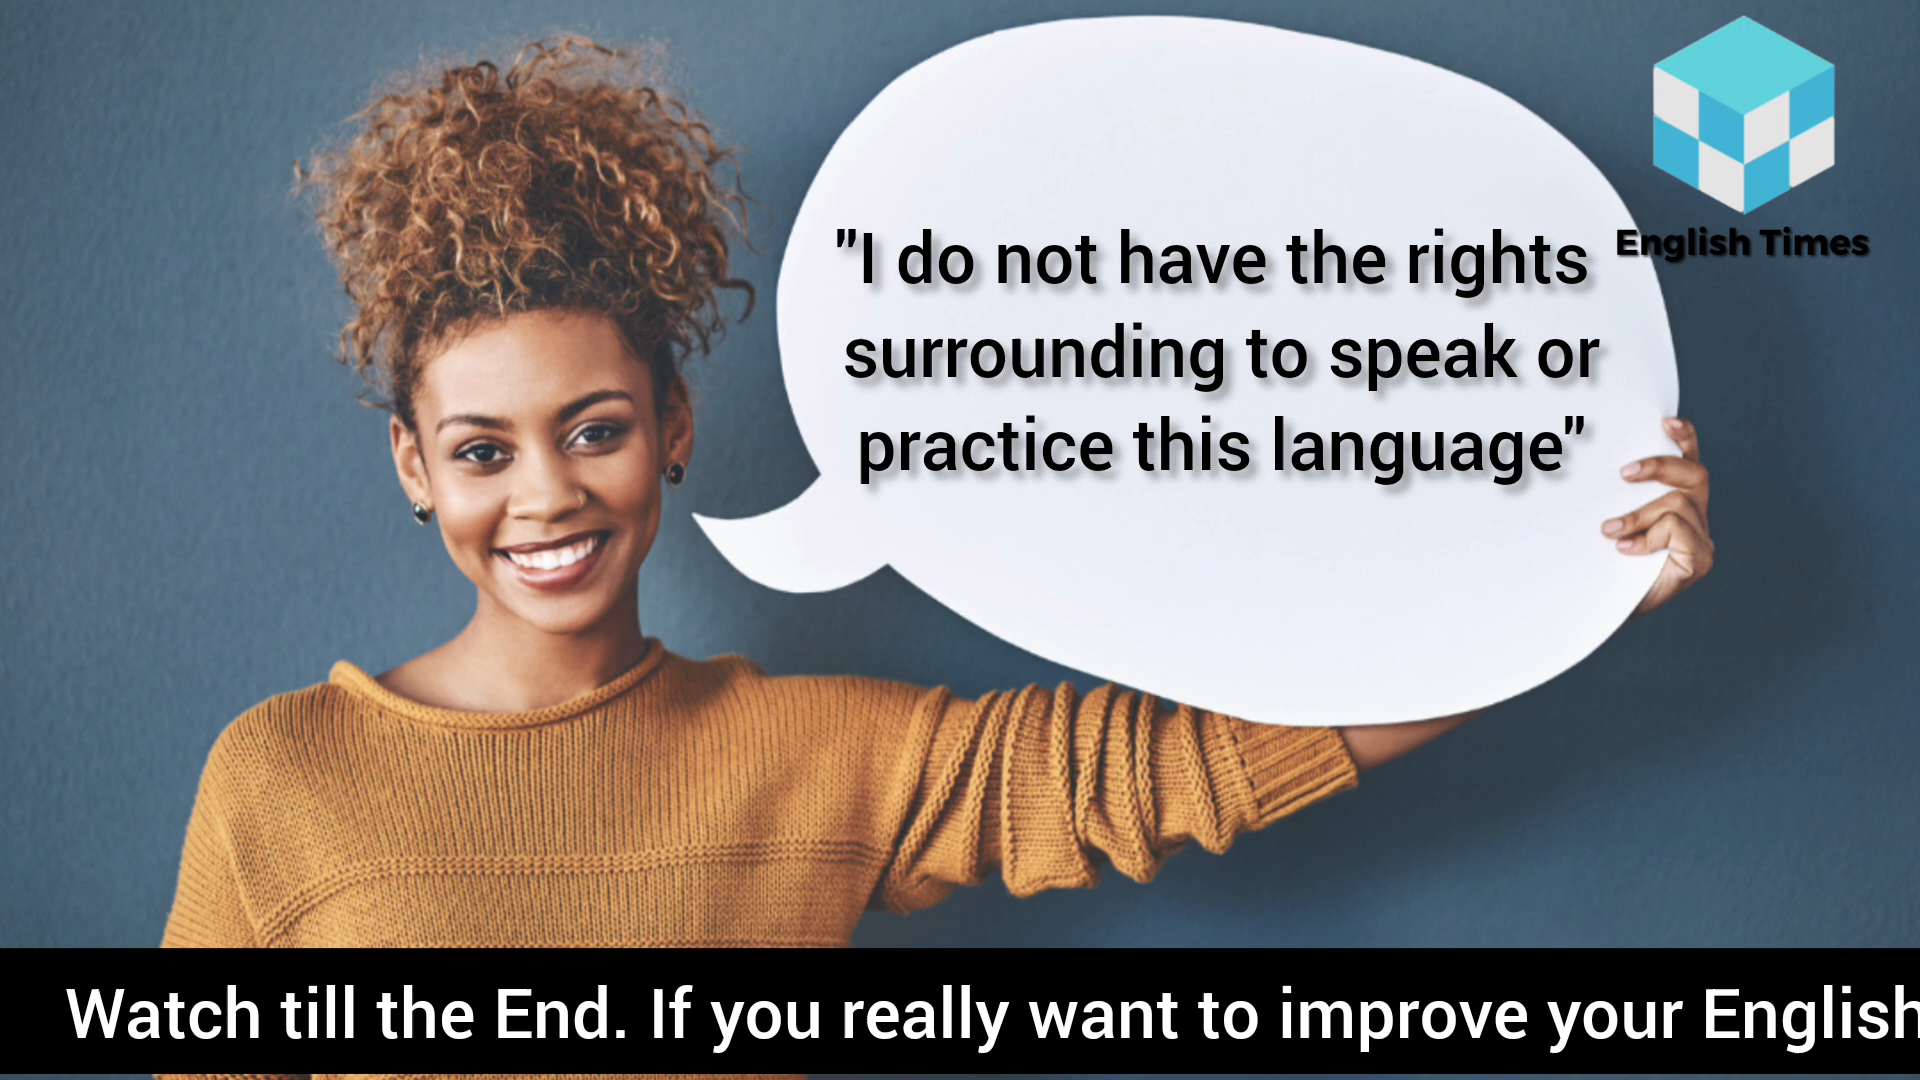 "I do not have the rights
surrounding to speak or
practice this language"
English Times
Watch till the End. If you really want to improve your English